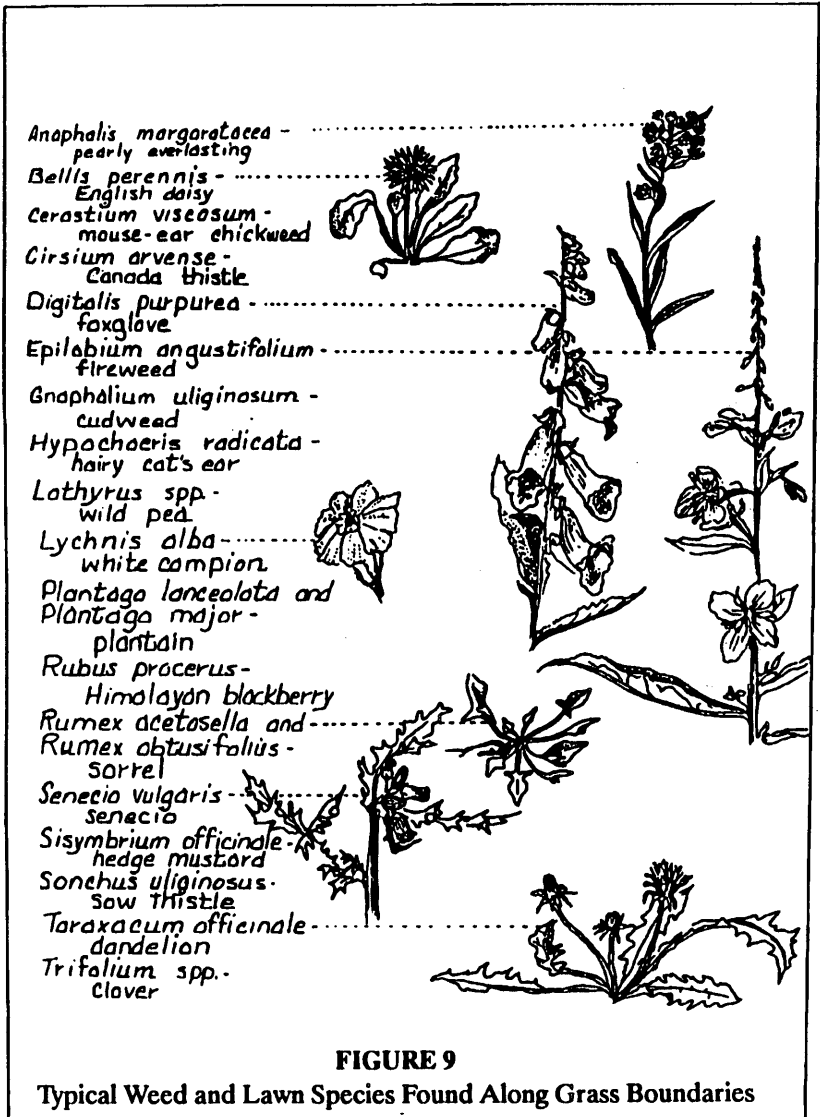 Anaphalis margaratacea -
pearly everlasting
Bellis perennis -
English daisy
Cerastium viscosum -
mouse-ear chickweed
Cirsium arvense -
Canada thistle
Digitalis purpurea -
foxglove
Epilobium angustifolium -
fireweed
Gnaphalium uliginosum -
cudweed
Hypochaeris radicata -
hairy cat's ear
Lathyrus spp. -
wild pea
Lychnis alba -
white campion
Plantago lanceolata and
Plantago major -
plantain
Rubus procerus -
Himalayan blackberry
Rumex acetosella and
Rumex obtusifolius -
sorrel
Senecio vulgaris -
senecio
Sisymbrium officinale -
hedge mustard
Sonchus uliginosus -
sow thistle
Taraxacum officinale
dandelion
Trifolium spp. -
clover
FIGURE 9
Typical Weed and Lawn Species Found Along Grass Boundaries